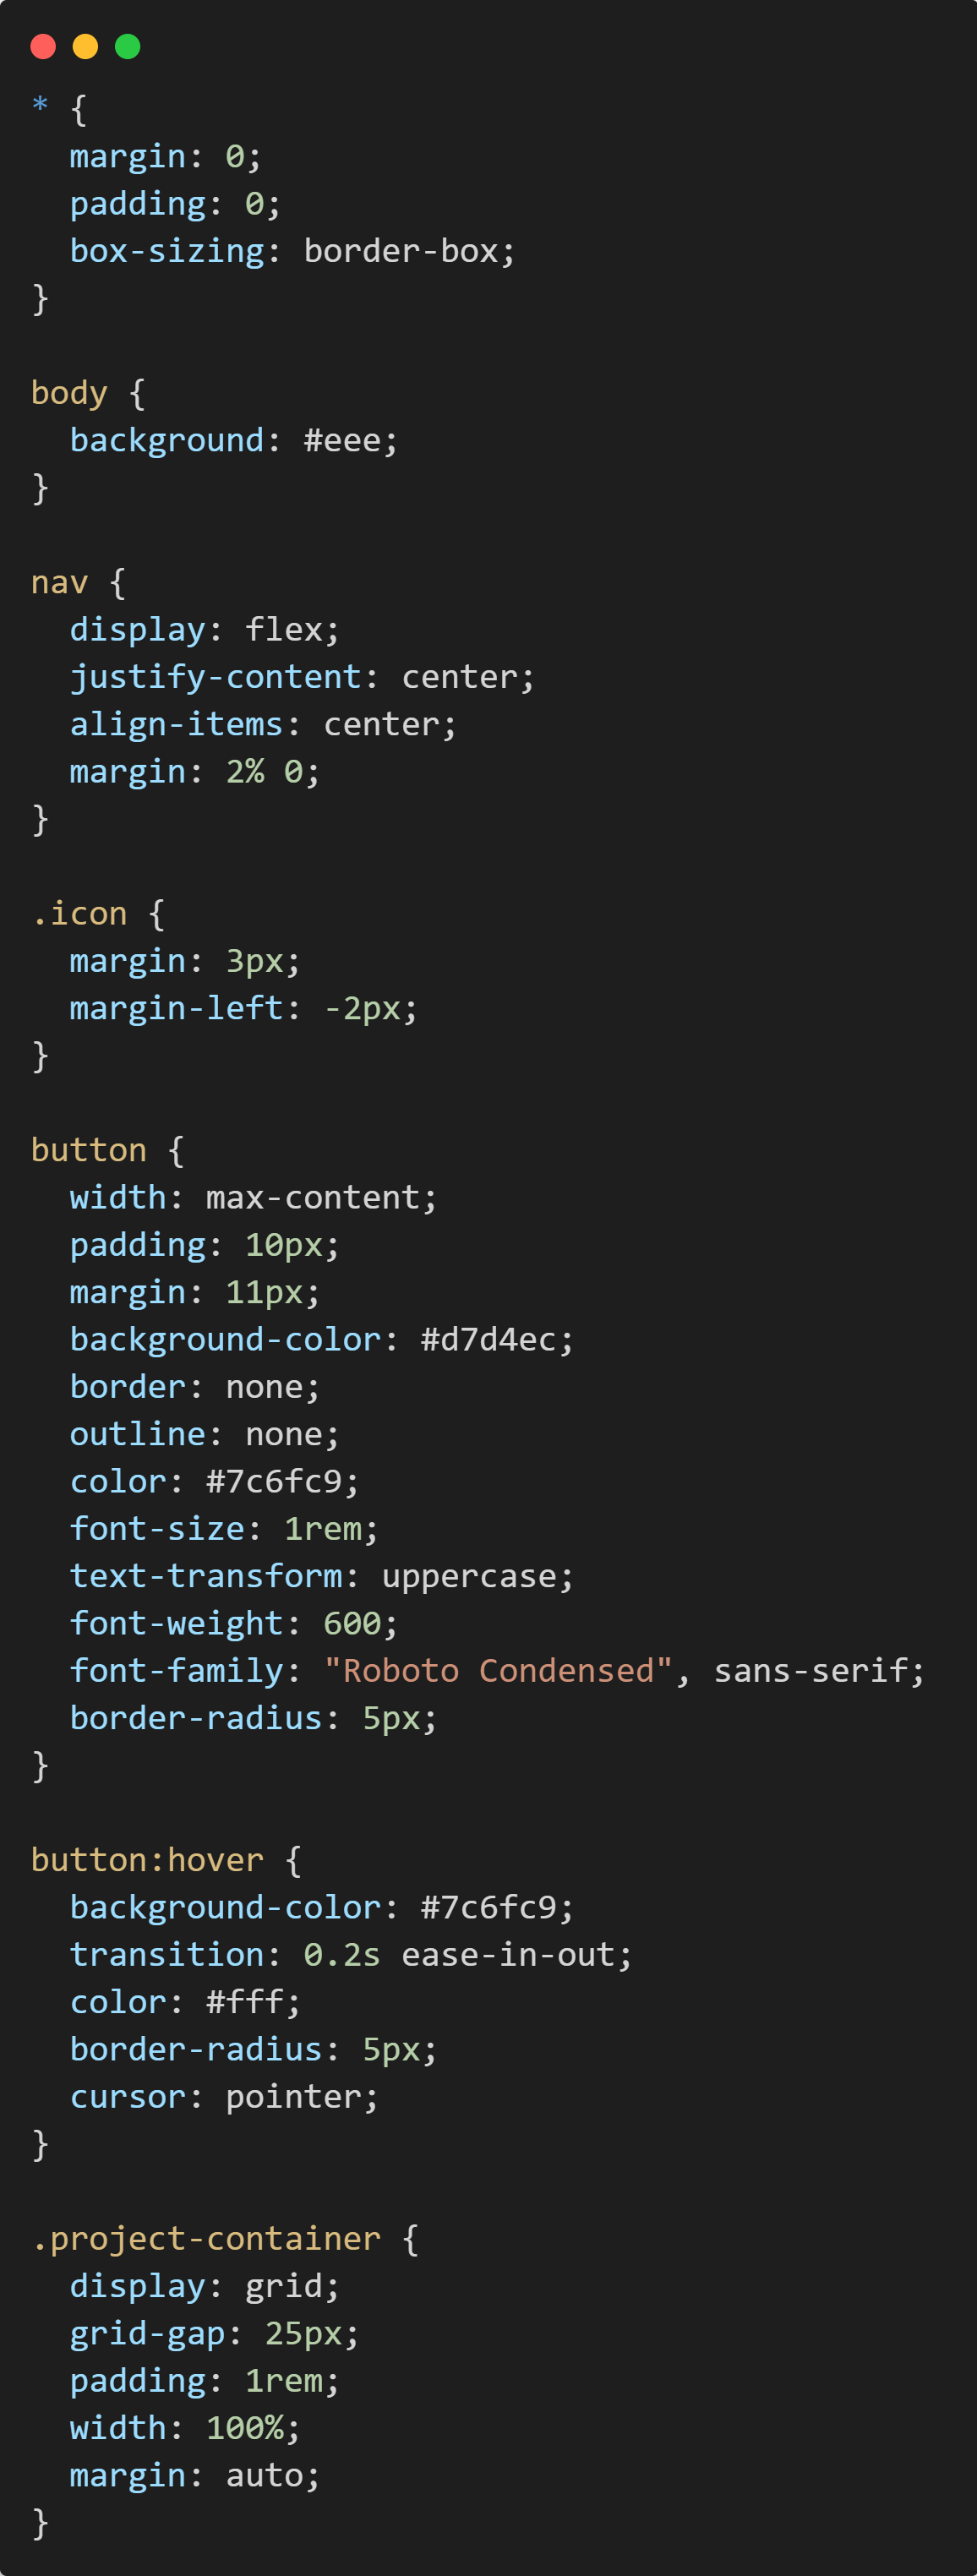 * {
  margin: 0;
  padding: 0;
  box-sizing: border-box;
}

body {
  background: #eee;
}

nav {
  display: flex;
  justify-content: center;
  align-items: center;
  margin: 2% 0;
}

.icon {
  margin: 3px;
  margin-left: -2px;
}

button {
  width: max-content;
  padding: 10px;
  margin: 11px;
  background-color: #d7d4ec;
  border: none;
  outline: none;
  color: #7c6fc9;
  font-size: 1rem;
  text-transform: uppercase;
  font-weight: 600;
  font-family: "Roboto Condensed", sans-serif;
  border-radius: 5px;
}

button:hover {
  background-color: #7c6fc9;
  transition: 0.2s ease-in-out;
  color: #fff;
  border-radius: 5px;
  cursor: pointer;
}

.project-container {
  display: grid;
  grid-gap: 25px;
  padding: 1rem;
  width: 100%;
  margin: auto;
}